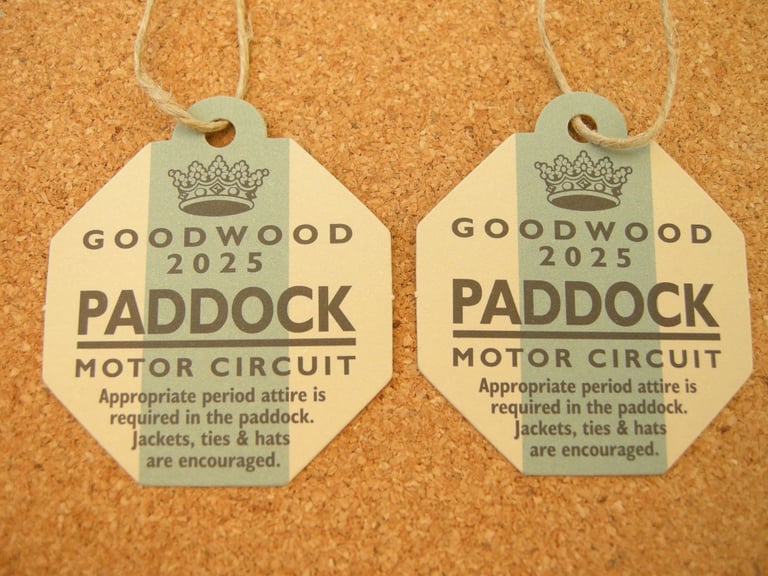 GOODWOOD
2025
PADDOCK
MOTOR CIRCUIT
Appropriate period attire is
required in the paddock.
Jackets, ties & hats
are encouraged.
GOODWOOD
2025
PADDOCK
MOTOR CIRCUIT
Appropriate period attire is
required in the paddock.
Jackets, ties & hats
are encouraged.